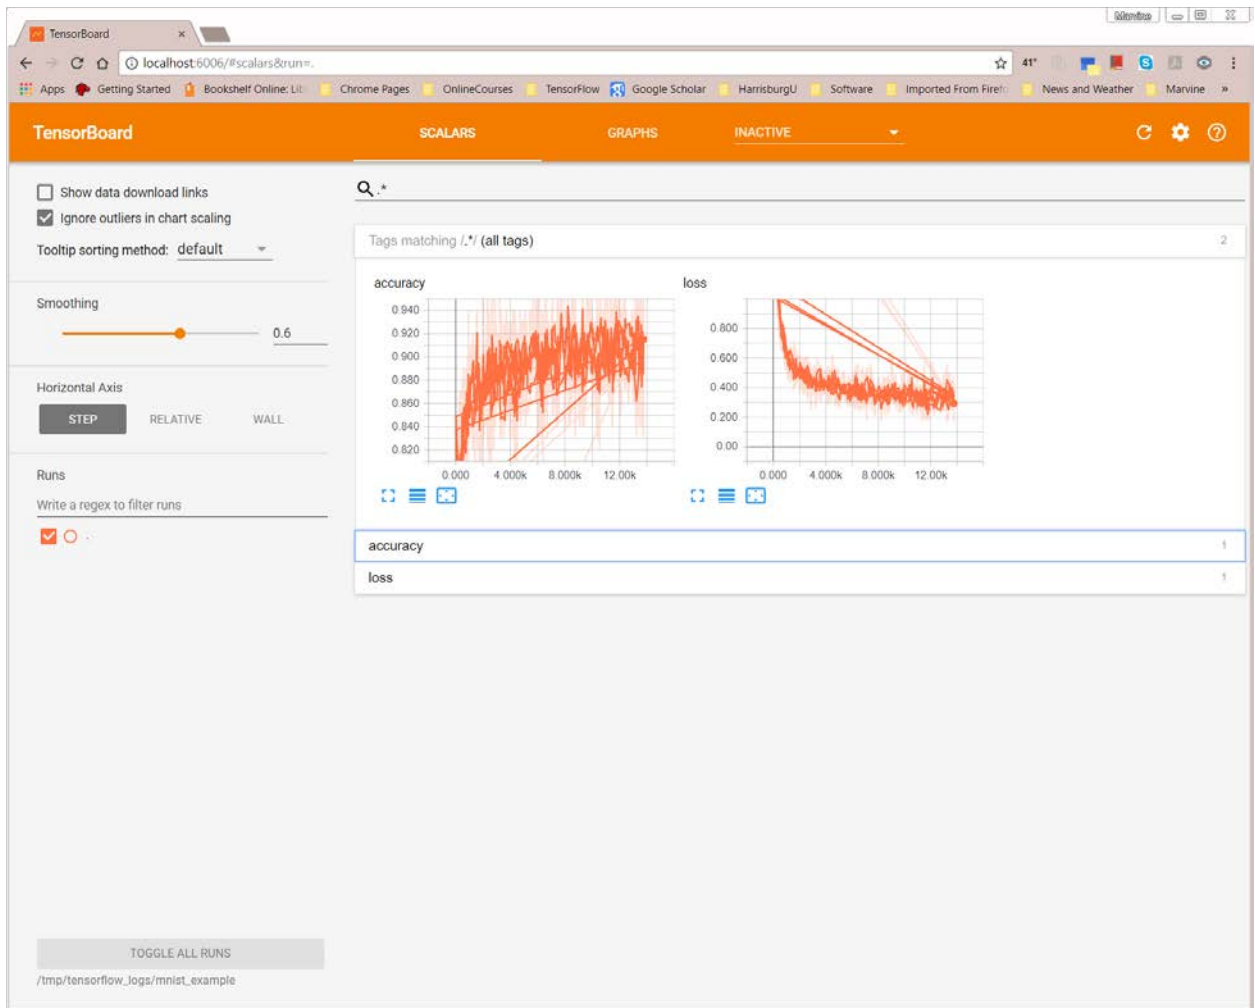 Marvine
TensorBoard
localhost:6006/#scalars&run=.
41°
Apps Getting Started Bookshelf Online: Lib Chrome Pages OnlineCourses TensorFlow Google Scholar HarrisburgU Software Imported From Firefo News and Weather Marvine »
TensorBoard SCALARS GRAPHS INACTIVE
Show data download links
Ignore outliers in chart scaling
Tooltip sorting method: default
Smoothing
0.6
Horizontal Axis
STEP RELATIVE WALL
Runs
Write a regex to filter runs
.
TOGGLE ALL RUNS
/tmp/tensorflow_logs/mnist_example
.*
Tags matching /.*/ (all tags) 2
accuracy
0.940
0.920
0.900
0.880
0.860
0.840
0.820
0.000 4.000k 8.000k 12.00k
loss
0.800
0.600
0.400
0.200
0.00
0.000 4.000k 8.000k 12.00k
accuracy 1
loss 1